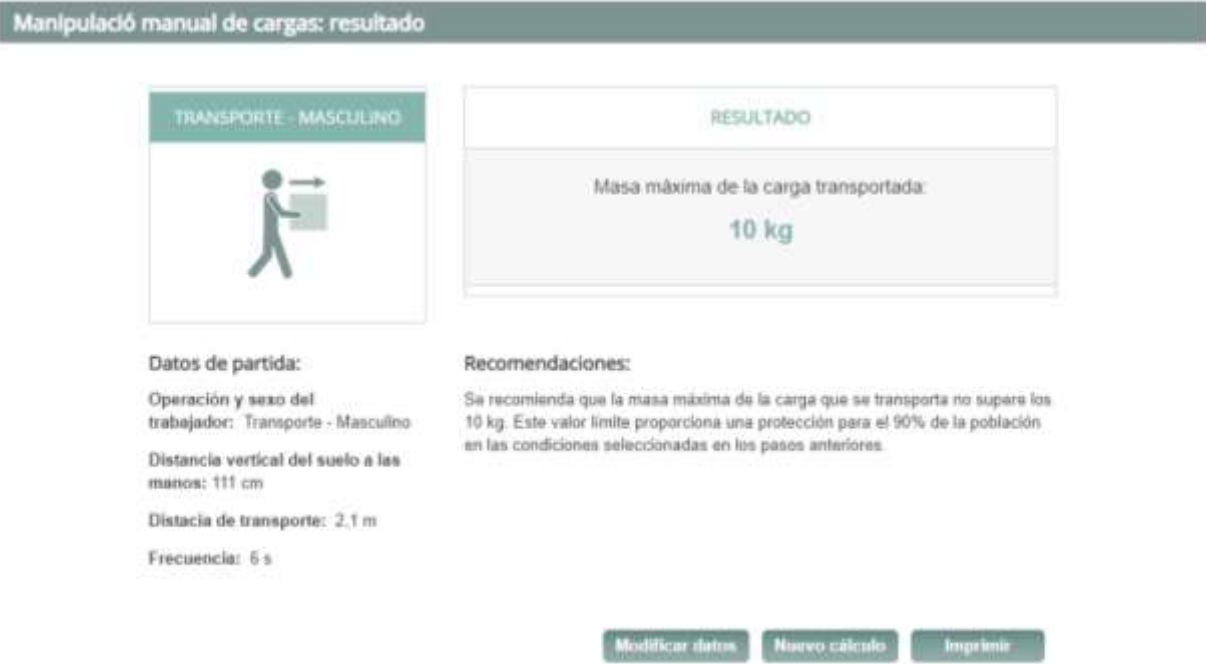 Manipulació manual de cargas: resultado
TRANSPORTE - MASCULINO
RESULTADO
Masa máxima de la carga transportada:
10 kg
Datos de partida:
Operación y sexo del
trabajador: Transporte - Masculino
Distancia vertical del suelo a las
manos: 111 cm
Distacia de transporte: 2,1 m
Frecuencia: 6 s
Recomendaciones:
Se recomienda que la masa máxima de la carga que se transporta no supere los
10 kg. Este valor límite proporciona una protección para el 90% de la población
en las condiciones seleccionadas en los pasos anteriores.
Modificar datos
Nuevo cálculo
Imprimir